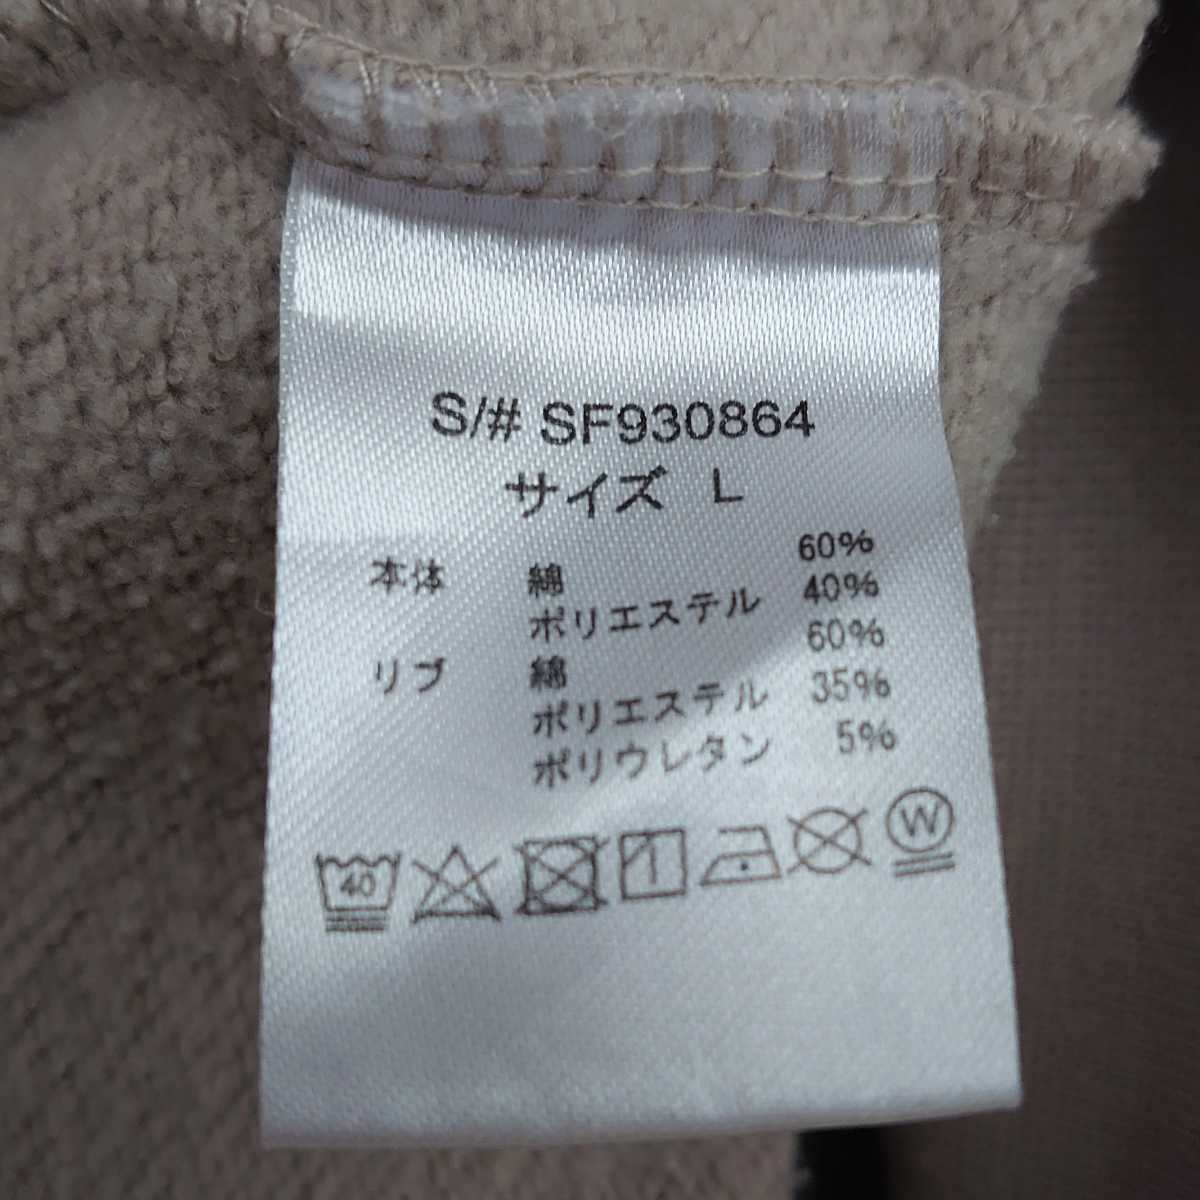 S/# SF930864
サイズ L
本体 綿 60%
ポリエステル 40%
リブ 綿 60%
ポリエステル 35%
ポリウレタン 5%
40 1 W